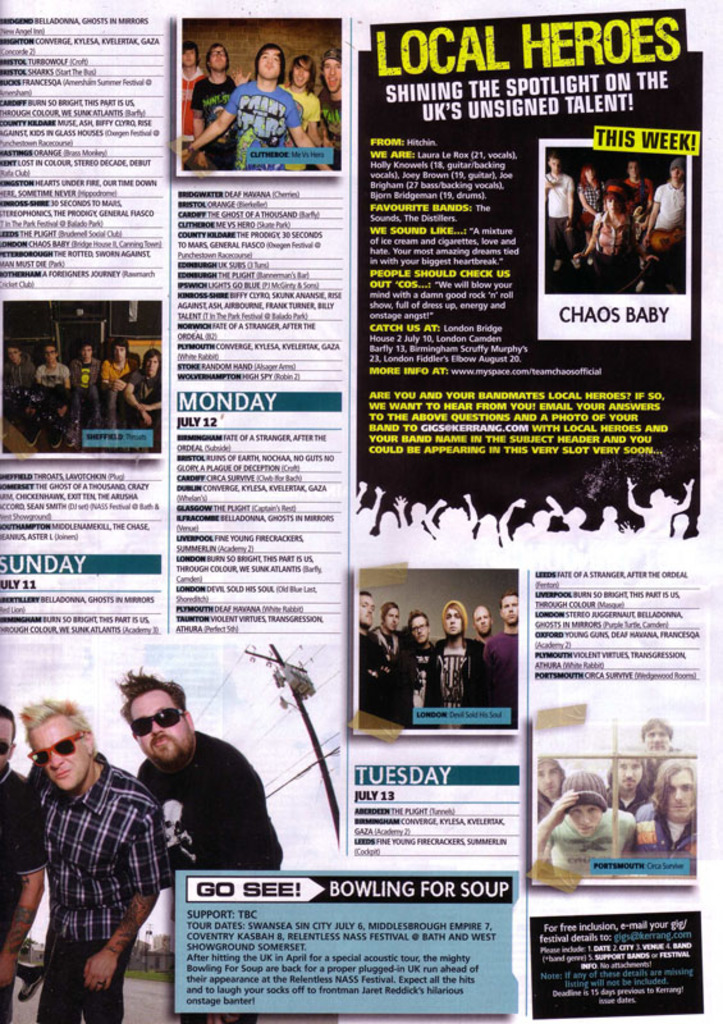 BRIDGEND BELLADONNA, GHOSTS IN MIRRORS
(New Angel Inn)
BRIGHTON CONVERGE, KYLESA, KVELERTAK, GAZA
(Concorde)
BRISTOL TURBOWOLF (Croft)
BRISTOL SHARKS (Start The Bus)
BUCKS FRANCESQA (Amersham Summer Festival @
Amersham)
CARDIFF BURN SO BRIGHT, THIS PART IS US,
THROUGH COLOUR, WE SUNK ATLANTIS (Barfly)
COUNTY KILDARE MUSE, ASH, BIFFY CLYRO, RISE
AGAINST, KIDS IN GLASS HOUSES (Oxegen Festival @
Punchestown Racecourse)
HASTINGS ORATION (Brass Monkey)
KENT LOST IN COLOUR, STEREO DECADE, DEBUT
(Rafa Club)
KINGSTON HEARTS UNDER FIRE, OUR TIME DOWN
HERE, SOMETIME NEVER (Hippodrome)
KINROSS-SHIRE 30 SECONDS TO MARS,
STEREOPHONICS, THE PRODIGY, GENERAL FIASCO
(T In The Park Festival @ Balado Park)
LEEDS THE PLIGHT (Brudenell Social Club)
LONDON CHAOS BABY (Bridge House II, Canning Town)
PETERBOROUGH THE ROTTED, SWORN AGAINST,
MAN MUST DIE (Park)
ROTHERHAM A FOREIGNERS JOURNEY (Rawmarch
Cricket Club)
SHEFFIELD: Throats
SHEFFIELD THROATS, LAVOTCHKIN (Plug)
SOMERSET THE GHOST OF A THOUSAND, CRAZY
ARM, CHICKENHAWK, EXIT TEN, THE ARUSHA
ACCORD, SEAN SMITH (DJ set) (NASS Festival @ Bath &
West Showground)
SOUTHAMPTON MIDDLENAMEKILL, THE CHASE,
JEANIUS, ASTER L (Joiners)
SUNDAY
JULY 11
ABERTILLERY BELLADONNA, GHOSTS IN MIRRORS
(Red Lion)
BIRMINGHAM BURN SO BRIGHT, THIS PART IS US,
THROUGH COLOUR, WE SUNK ATLANTIS (Academy 3)
CLITHEROE: Me Vs Hero
BRIDGWATER DEAF HAVANA (Cherries)
BRISTOL ORATION (Bierkeller)
CARDIFF THE GHOST OF A THOUSAND (Barfly)
CLITHEROE ME VS HERO (Skate Park)
COUNTY KILDARE THE PRODIGY, 30 SECONDS
TO MARS, GENERAL FIASCO (Oxegen Festival @
Punchestown Racecourse)
EDINBURGH UK SUBS (3 Tuns)
EDINBURGH THE PLIGHT (Bannerman's Bar)
IPSWICH LIGHTS GO BLUE (PJ McGinty & Sons)
KINROSS-SHIRE BIFFY CLYRO, SKUNK ANANSIE, RISE
AGAINST, ASH, AIRBOURNE, FRANK TURNER, BILLY
TALENT (T In The Park Festival @ Balado Park)
NORWICH FATE OF A STRANGER, AFTER THE
ORDEAL (B2)
PLYMOUTH CONVERGE, KYLESA, KVELERTAK, GAZA
(White Rabbit)
STOKE RANDOM HAND (Alsager Arms)
WOLVERHAMPTON HIGH SPY (Robin 2)
MONDAY
JULY 12
BIRMINGHAM FATE OF A STRANGER, AFTER THE
ORDEAL (Subside)
BRISTOL RUINS OF EARTH, NOCHAA, NO GUTS NO
GLORY, A PLAGUE OF DECEPTION (Croft)
CARDIFF CIRCA SURVIVE (Clwb Ifor Bach)
DUBLIN CONVERGE, KYLESA, KVELERTAK, GAZA
(Whelan's)
GLASGOW THE PLIGHT (Captain's Rest)
ILFRACOMBE BELLADONNA, GHOSTS IN MIRRORS
(Venue)
LIVERPOOL FINE YOUNG FIRECRACKERS,
SUMMERLIN (Academy 2)
LONDON BURN SO BRIGHT, THIS PART IS US,
THROUGH COLOUR, WE SUNK ATLANTIS (Barfly,
Camden)
LONDON DEVIL SOLD HIS SOUL (Old Blue Last,
Shoreditch)
PLYMOUTH DEAF HAVANA (White Rabbit)
TAUNTON VIOLENT VIRTUES, TRANSGRESSION,
ATHURA (Perfect 5th)
LOCAL HEROES
SHINING THE SPOTLIGHT ON THE
UK'S UNSIGNED TALENT!
THIS WEEK!
FROM: Hitchin.
WE ARE: Laura Le Rox (21, vocals),
Holly Knowels (18, guitar/backing
vocals), Joey Brown (19, guitar), Joe
Brigham (27 bass/backing vocals),
Bjorn Bridgeman (19, drums).
FAVOURITE BANDS: The
Sounds, The Distillers.
WE SOUND LIKE...: "A mixture
of ice cream and cigarettes, love and
hate. Your most amazing dreams tied
in with your biggest heartbreak."
PEOPLE SHOULD CHECK US
OUT 'COS...: "We will blow your
mind with a damn good rock 'n' roll
show, full of dress up, energy and
onstage angst!"
CATCH US AT: London Bridge
House 2 July 10, London Barfly
Barfly 13, Birmingham Scruffy Murphy's
23, London Fiddler's Elbow August 20.
MORE INFO AT: www.myspace.com/teamchaosofficial
CHAOS BABY
ARE YOU AND YOUR BANDMATES LOCAL HEROES? IF SO,
WE WANT TO HEAR FROM YOU! EMAIL YOUR ANSWERS
TO THE ABOVE QUESTIONS AND A PHOTO OF YOUR
BAND TO GIGS@KERRANG.COM WITH LOCAL HEROES AND
YOUR BAND NAME IN THE SUBJECT HEADER AND YOU
COULD BE APPEARING IN THIS VERY SLOT VERY SOON...
LONDON: Devil Sold His Soul
TUESDAY
JULY 13
ABERDEEN THE PLIGHT (Tunnels)
BIRMINGHAM CONVERGE, KYLESA, KVELERTAK,
GAZA (Academy 2)
LEEDS FINE YOUNG FIRECRACKERS, SUMMERLIN
(Cockpit)
LEEDS FATE OF A STRANGER, AFTER THE ORDEAL
LIVERPOOL BURN SO BRIGHT, THIS PART IS US,
THROUGH COLOUR (Masque)
LONDON STEREO JUGGERNAUT, BELLADONNA,
GHOSTS IN MIRRORS (Purple Turtle, Camden)
OXFORD YOUNG GUNS, DEAF HAVANA, FRANCESQA
(Academy 2)
PLYMOUTH VIOLENT VIRTUES, TRANSGRESSION,
ATHURA (White Rabbit)
PORTSMOUTH CIRCA SURVIVE (Wedgewood Rooms)
PORTSMOUTH: Circa Survive
GO SEE! BOWLING FOR SOUP
SUPPORT: TBC
TOUR DATES: SWANSEA SIN CITY JULY 6, MIDDLESBROUGH EMPIRE 7,
COVENTRY KASBAH 8, RELENTLESS NASS FESTIVAL @ BATH AND WEST
SHOWGROUND SOMERSET.
After hitting the UK in April for a special acoustic tour, the mighty
Bowling For Soup are back for a proper plugged-in UK run ahead of
their appearance at the Relentless NASS Festival. Expect all the hits
and to laugh your socks off to frontman Jaret Reddick's hilarious
onstage banter!
For free inclusion, e-mail your gig/
festival details to: gigs@kerrang.com
Please include: 1. DATE 2. CITY 3. VENUE 4. BAND
(+band genre) 5. SUPPORT BANDS or FESTIVAL
INFO. No attachments!
Note: If any of these details are missing
listing will not be included.
Deadline is 15 days previous to Kerrang!
issue dates.